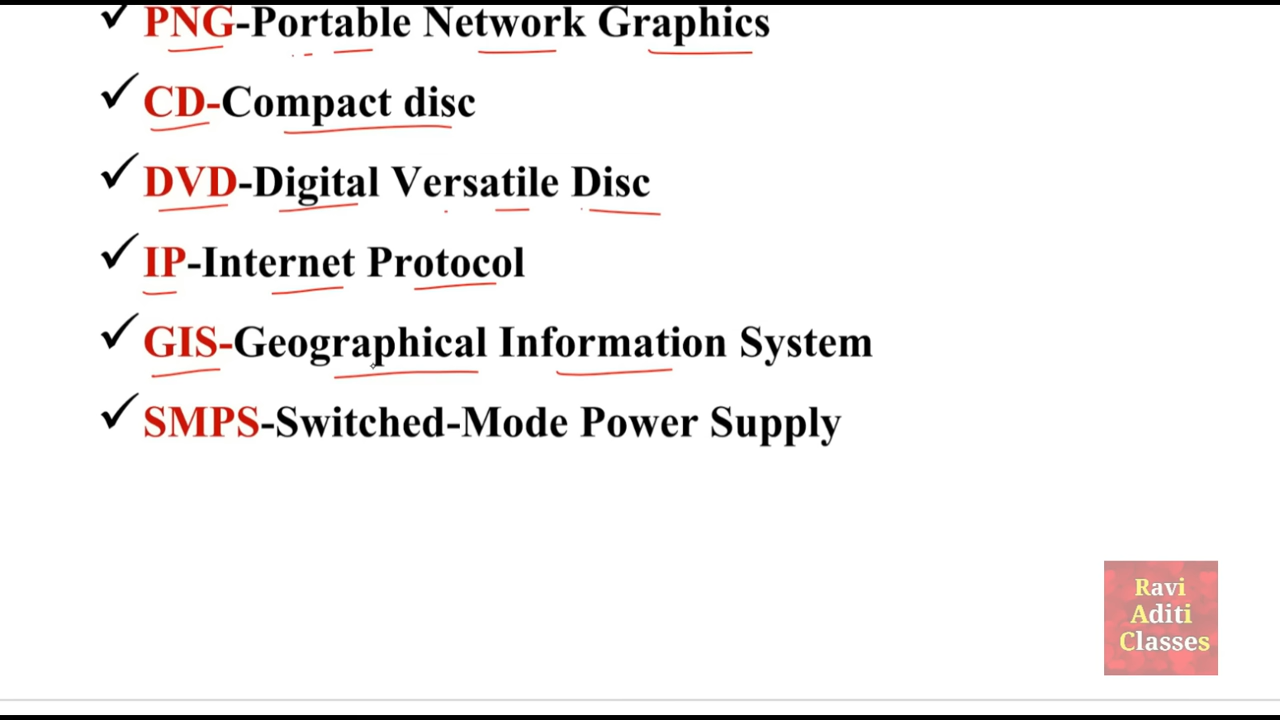 PNG-Portable Network Graphics
CD-Compact disc
DVD-Digital Versatile Disc
IP-Internet Protocol
GIS-Geographical Information System
SMPS-Switched-Mode Power Supply
Ravi
Aditi
Classes